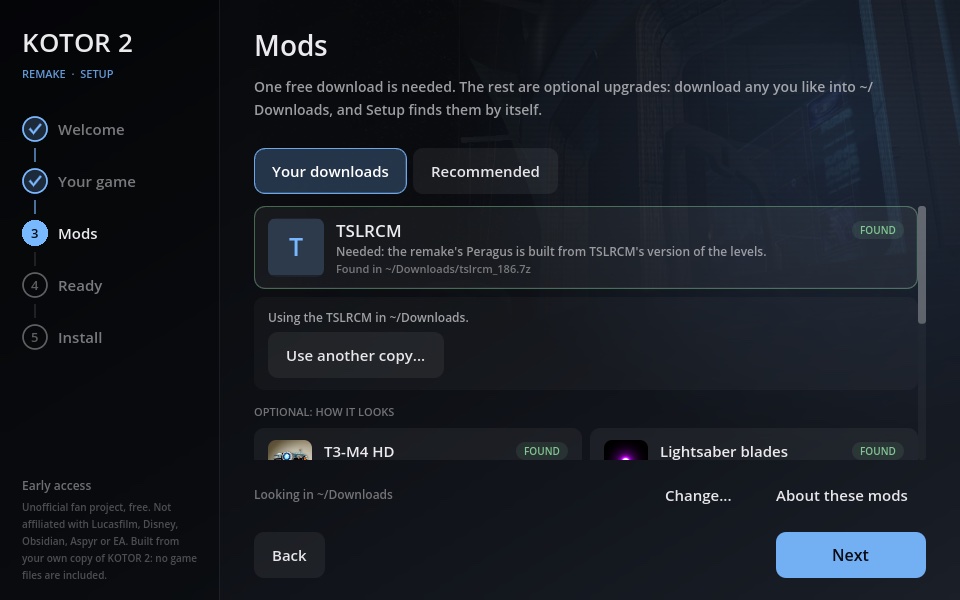 KOTOR 2
REMAKE · SETUP
Welcome
Your game
3 Mods
4 Ready
5 Install
Early access
Unofficial fan project, free. Not
affiliated with Lucasfilm, Disney,
Obsidian, Aspyr or EA. Built from
your own copy of KOTOR 2: no game
files are included.
Mods
One free download is needed. The rest are optional upgrades: download any you like into ~/
Downloads, and Setup finds them by itself.
Your downloads
Recommended
T
TSLRCM
FOUND
Needed: the remake's Peragus is built from TSLRCM's version of the levels.
Found in ~/Downloads/tslrcm_186.7z
Using the TSLRCM in ~/Downloads.
Use another copy...
OPTIONAL: HOW IT LOOKS
T3-M4 HD
FOUND
Lightsaber blades
FOUND
Looking in ~/Downloads
Change...
About these mods
Back
Next